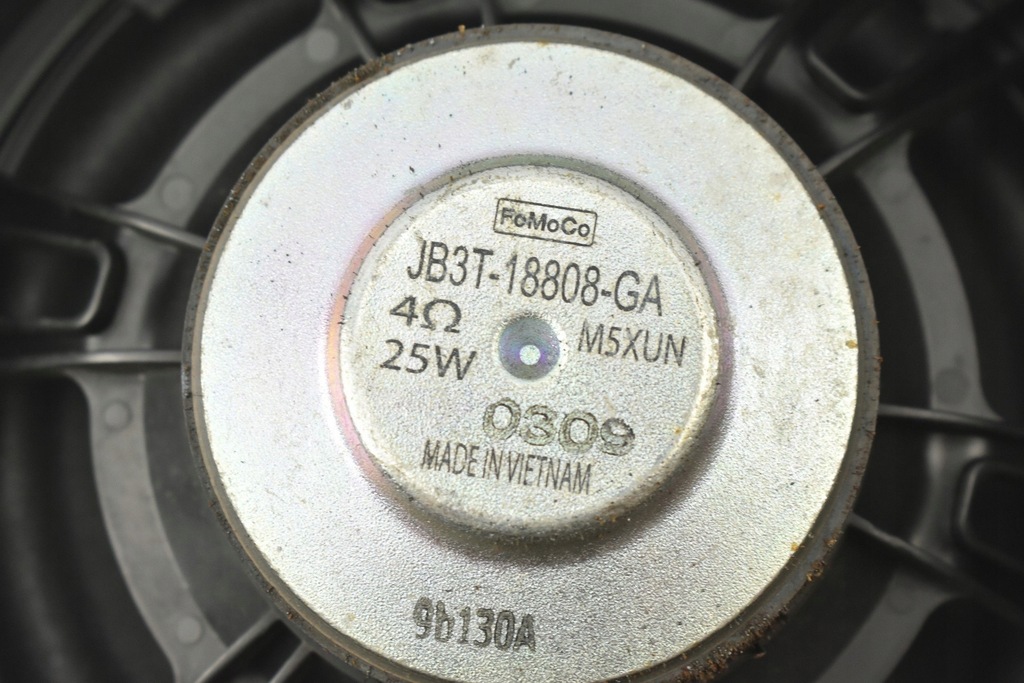 FoMoCo
JB3T-18808-GA
4Ω M5XUN
25W
0309
MADE IN VIETNAM
9b130A